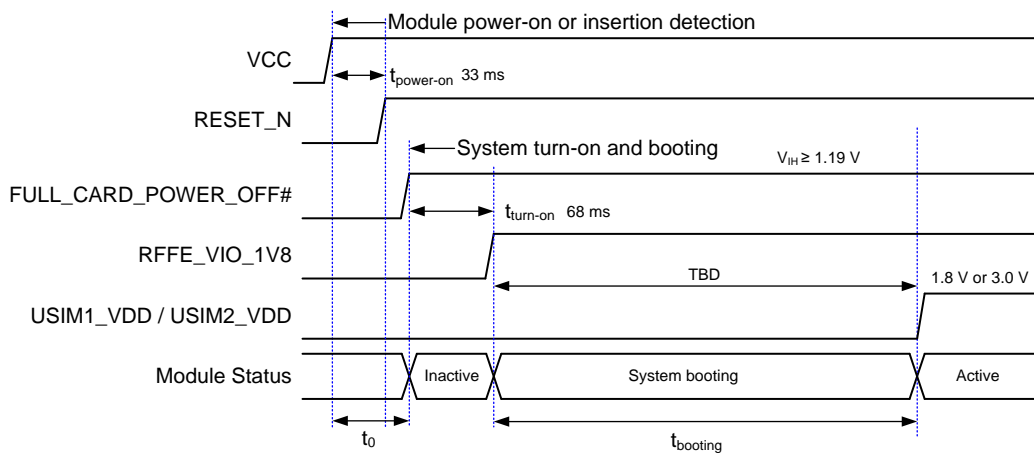 Module power-on or insertion detection
VCC
tpower-on 33 ms
RESET_N
System turn-on and booting
VIH ≥ 1.19 V
FULL_CARD_POWER_OFF#
tturn-on 68 ms
RFFE_VIO_1V8
TBD
1.8 V or 3.0 V
USIM1_VDD / USIM2_VDD
Module Status
Inactive
System booting
Active
t0
tbooting